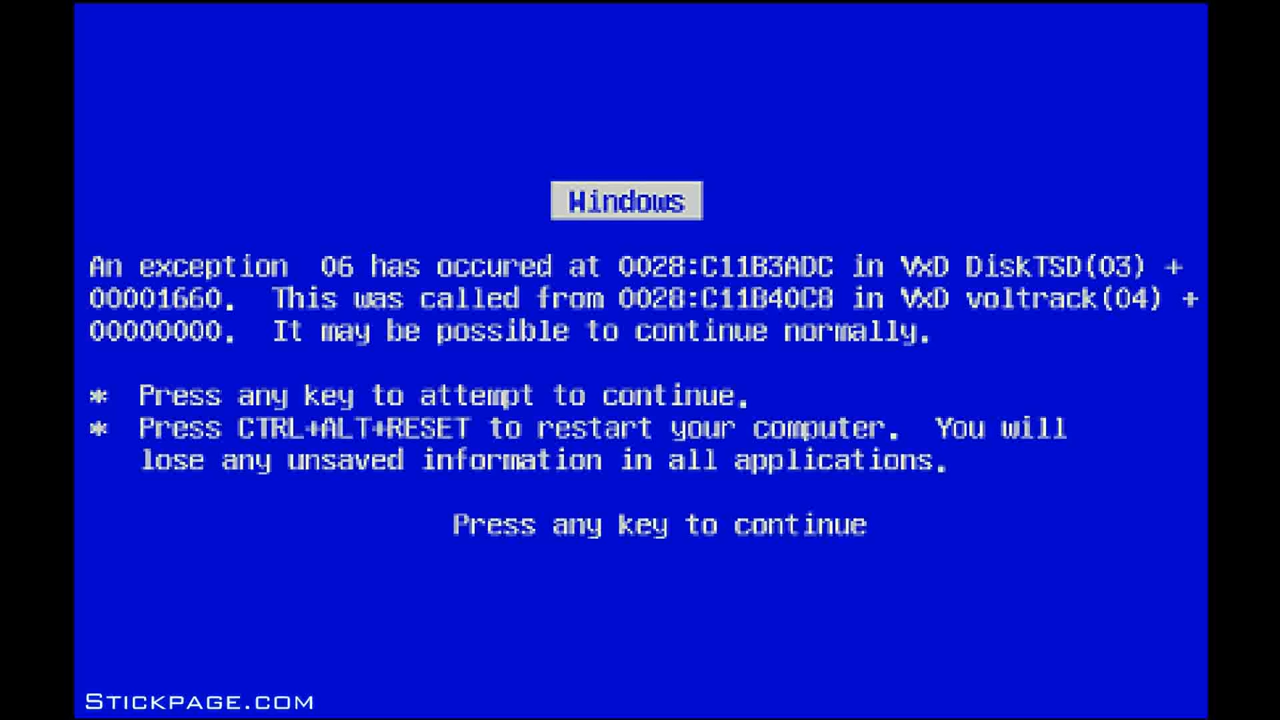 Windows
An exception  06 has occured at 0028:C11B3ADC in VxD DiskTSD(03) +
00001660.  This was called from 0028:C11B40C8 in VxD voltrack(04) +
00000000.  It may be possible to continue normally.
*  Press any key to attempt to continue.
*  Press CTRL+ALT+RESET to restart your computer.  You will
lose any unsaved information in all applications.
Press any key to continue
STICKPAGE.COM